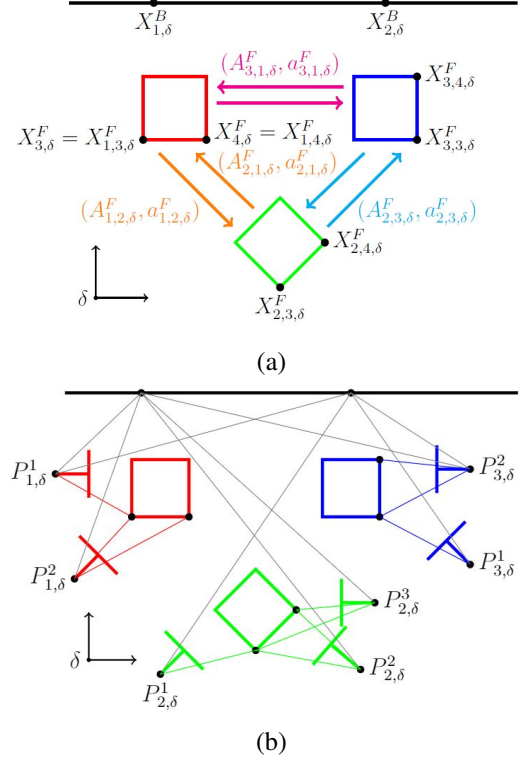 X^B_{1,δ} X^B_{2,δ}
(A^F_{3,1,δ}, a^F_{3,1,δ}) X^F_{3,4,δ}
X^F_{3,δ} = X^F_{1,3,δ} X^F_{4,δ} = X^F_{1,4,δ} X^F_{3,3,δ}
(A^F_{2,1,δ}, a^F_{2,1,δ})
(A^F_{1,2,δ}, a^F_{1,2,δ}) (A^F_{2,3,δ}, a^F_{2,3,δ})
X^F_{2,4,δ}
δ X^F_{2,3,δ}
(a)
P^1_{1,δ} P^2_{3,δ}
P^2_{1,δ} P^1_{3,δ}
P^3_{2,δ}
δ P^1_{2,δ} P^2_{2,δ}
(b)